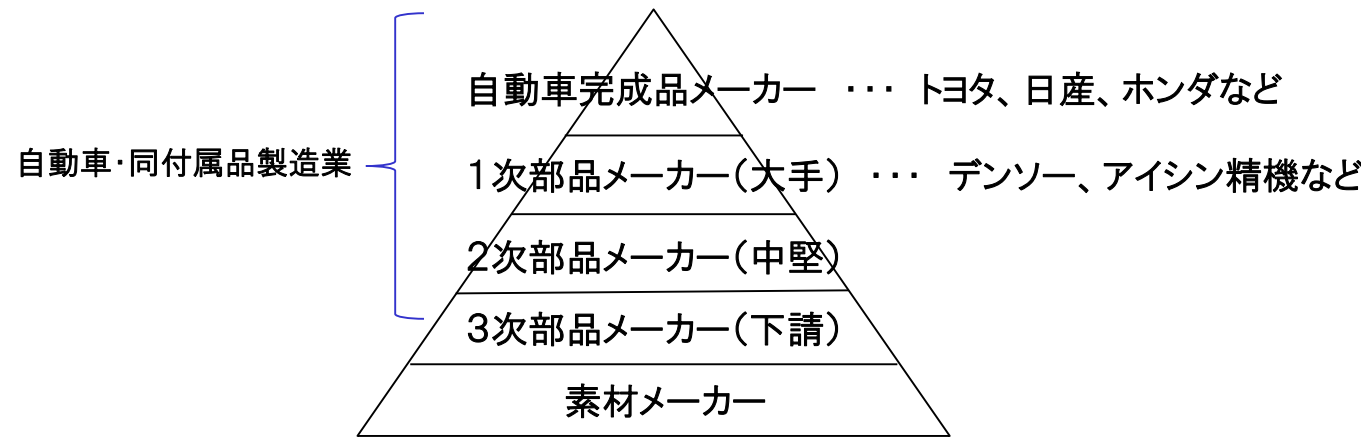 自動車完成品メーカー ･･･ トヨタ、日産、ホンダなど
自動車･同付属品製造業
1次部品メーカー(大手) ･･･ デンソー、アイシン精機など
2次部品メーカー(中堅)
3次部品メーカー(下請)
素材メーカー